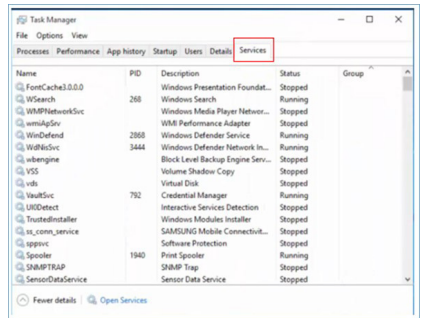 Task Manager
File Options View
Processes Performance App history Startup Users Details Services
Name PID Description Status Group
FontCache3.0.0.0 Windows Presentation Foundat... Stopped
WSearch 268 Windows Search Running
WMPNetworkSvc Windows Media Player Networ... Stopped
wmiApSrv WMI Performance Adapter Stopped
WinDefend 2868 Windows Defender Service Running
WdNisSvc 3444 Windows Defender Network In... Running
wbengine Block Level Backup Engine Serv... Stopped
VSS Volume Shadow Copy Stopped
vds Virtual Disk Stopped
VaultSvc 792 Credential Manager Running
UI0Detect Interactive Services Detection Stopped
TrustedInstaller Windows Modules Installer Stopped
ss_conn_service SAMSUNG Mobile Connectivit... Stopped
sppsvc Software Protection Stopped
Spooler 1940 Print Spooler Running
SNMPTRAP SNMP Trap Stopped
SensorDataService Sensor Data Service Stopped
Fewer details Open Services